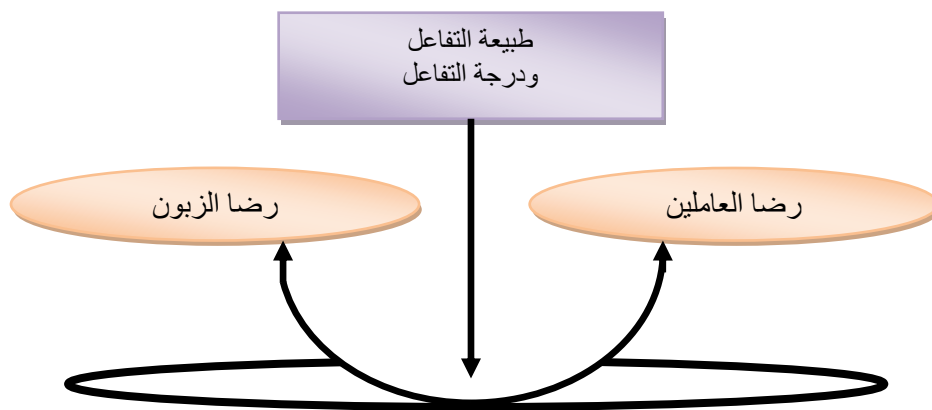 طبيعة التفاعل
ودرجة التفاعل
رضا العاملين
رضا الزبون